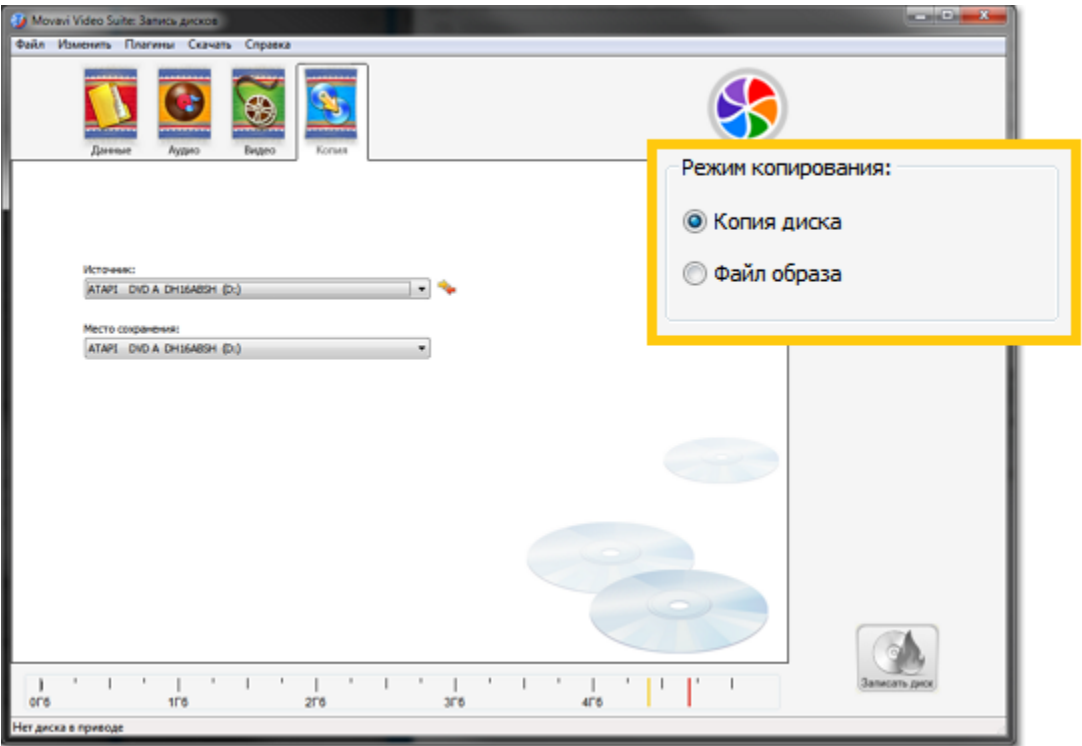 Movavi Video Suite: Запись дисков
Файл Изменить Плагины Скачать Справка
Данные Аудио Видео Копия
Режим копирования:
Копия диска
Файл образа
Источник:
ATAPI DVD A DH16ABSH (D:)
Место сохранения:
ATAPI DVD A DH16ABSH (D:)
Записать диск
0Гб 1Гб 2Гб 3Гб 4Гб
Нет диска в приводе